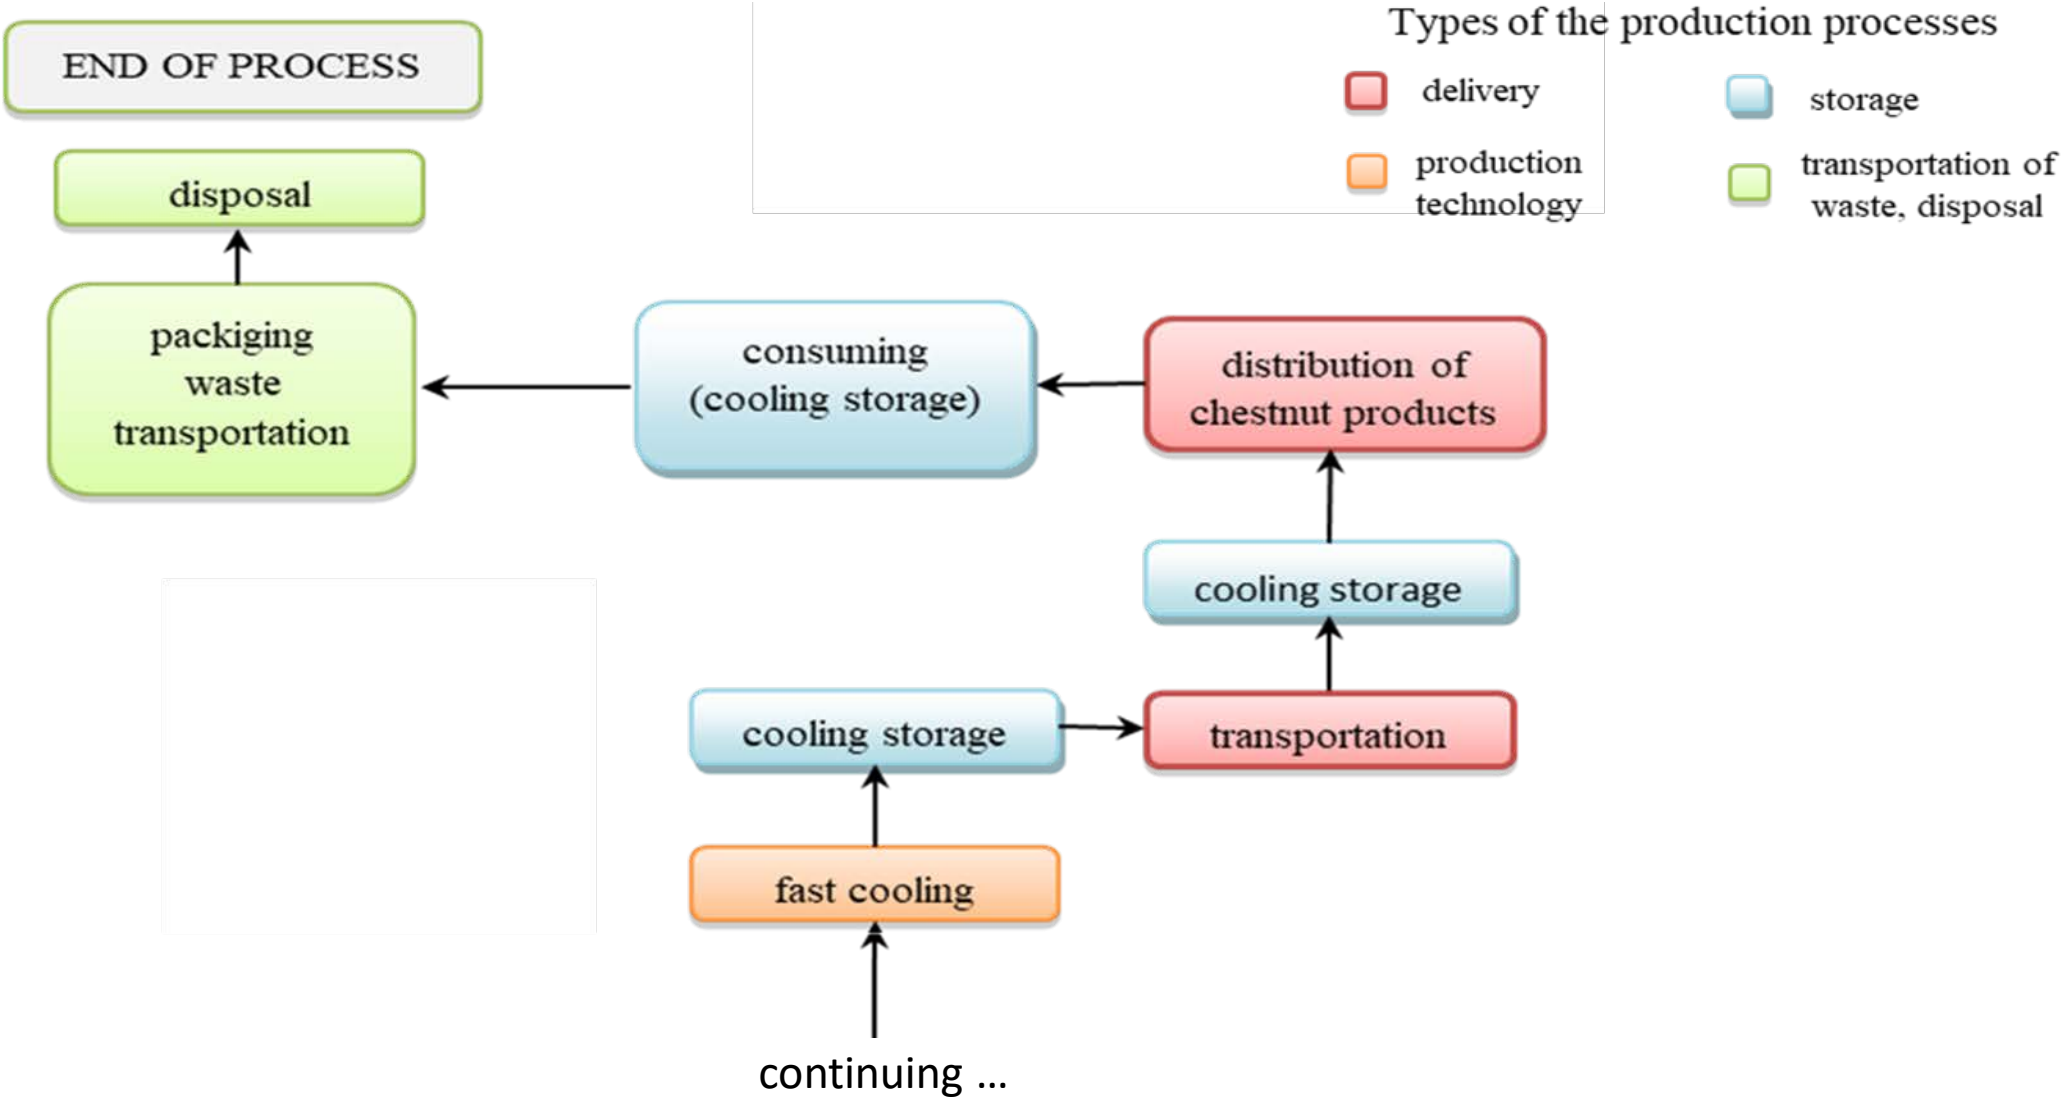 END OF PROCESS
Types of the production processes
delivery
storage
production
technology
transportation of
waste, disposal
disposal
packiging
waste
transportation
consuming
(cooling storage)
distribution of
chestnut products
cooling storage
cooling storage
transportation
fast cooling
continuing ...